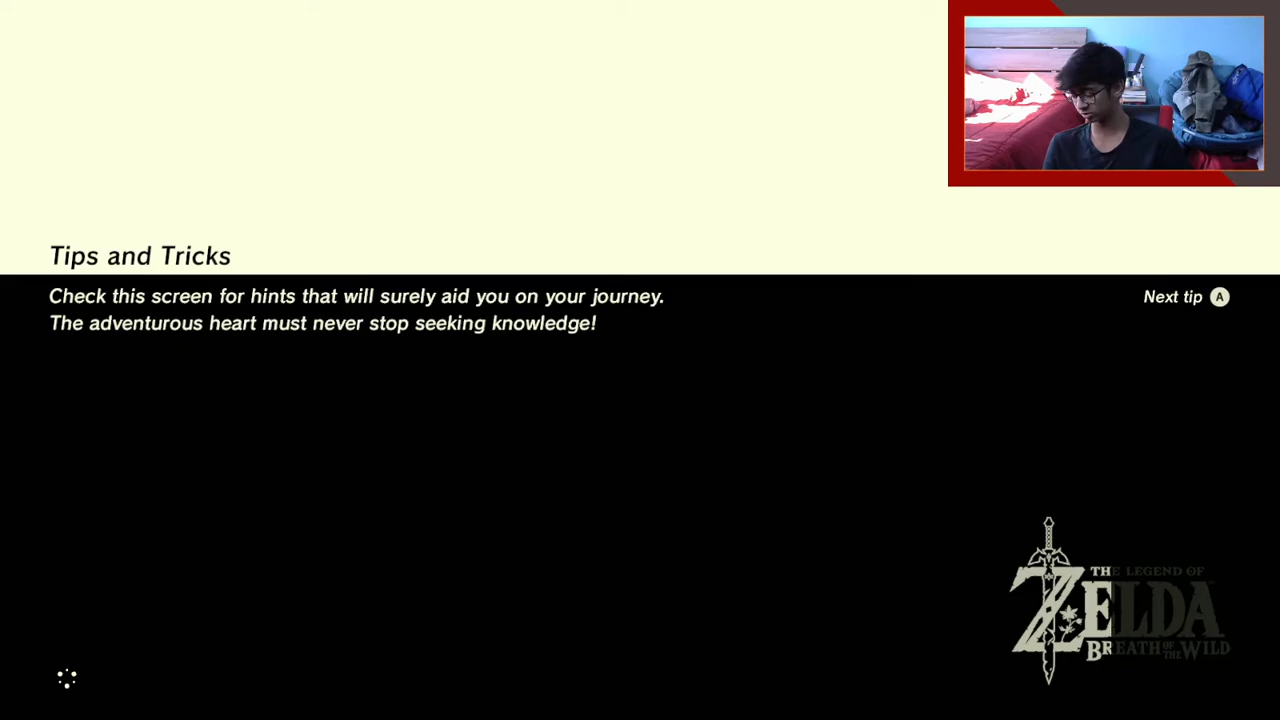 Tips and Tricks
Check this screen for hints that will surely aid you on your journey.
The adventurous heart must never stop seeking knowledge!
Next tip A
THE LEGEND OF
ZELDA
BREATH OF THE WILD